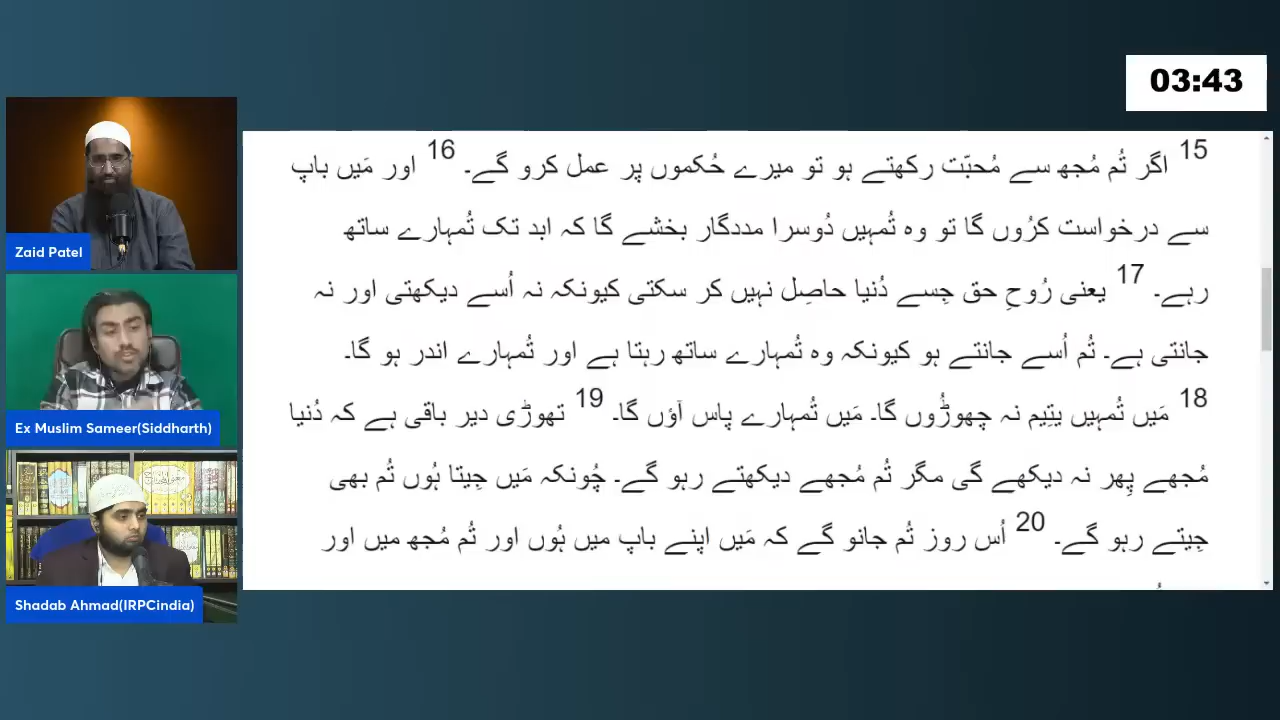 03:43
Zaid Patel
Ex Muslim Sameer(Siddharth)
Shadab Ahmad(IRPCindia)
15 اگر تُم مُجھ سے مُحبّت رکھتے ہو تو میرے حُکموں پر عمل کرو گے۔ 16 اور مَیں باپ
سے درخواست کرُوں گا تو وہ تُمہیں دُوسرا مددگار بخشے گا کہ ابد تک تُمہارے ساتھ
رہے۔ 17 یعنی رُوحِ حق جِسے دُنیا حاصِل نہیں کر سکتی کیونکہ نہ اُسے دیکھتی اور نہ
جانتی ہے۔ تُم اُسے جانتے ہو کیونکہ وہ تُمہارے ساتھ رہتا ہے اور تُمہارے اندر ہو گا۔
18 مَیں تُمہیں یتِیم نہ چھوڑُوں گا۔ مَیں تُمہارے پاس آؤں گا۔ 19 تھوڑی دیر باقی ہے کہ دُنیا
مُجھے پِھر نہ دیکھے گی مگر تُم مُجھے دیکھتے رہو گے۔ چُونکہ مَیں جِیتا ہُوں تُم بھی
جِیتے رہو گے۔ 20 اُس روز تُم جانو گے کہ مَیں اپنے باپ میں ہُوں اور تُم مُجھ میں اور